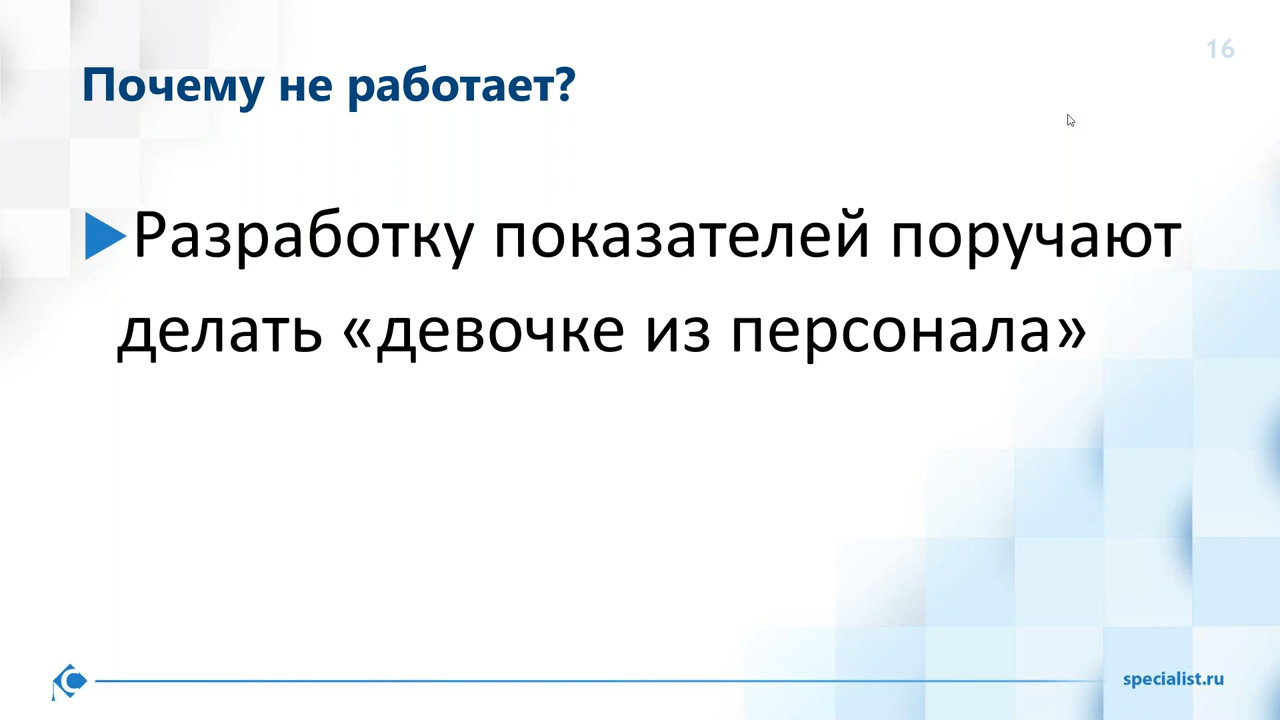 16
Почему не работает?
Разработку показателей поручают
делать «девочке из персонала»
specialist.ru